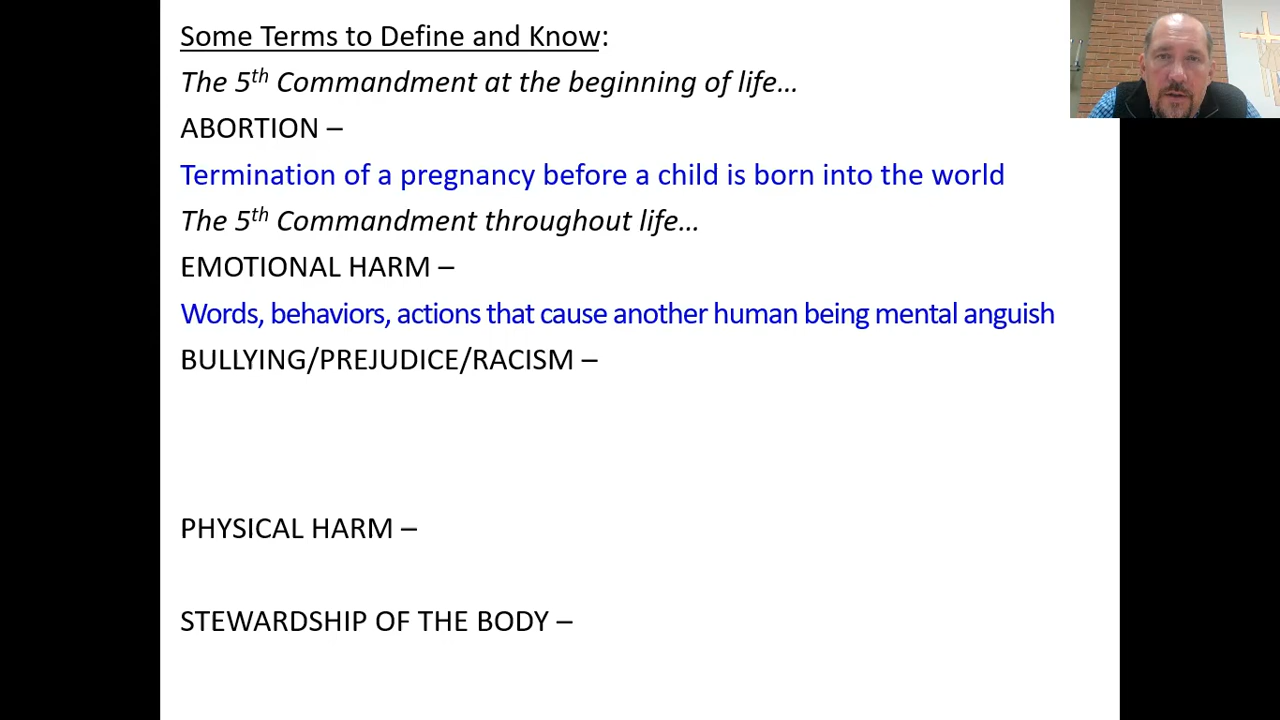 Some Terms to Define and Know:
The 5th Commandment at the beginning of life…
ABORTION –
Termination of a pregnancy before a child is born into the world
The 5th Commandment throughout life…
EMOTIONAL HARM –
Words, behaviors, actions that cause another human being mental anguish
BULLYING/PREJUDICE/RACISM –
PHYSICAL HARM –
STEWARDSHIP OF THE BODY –